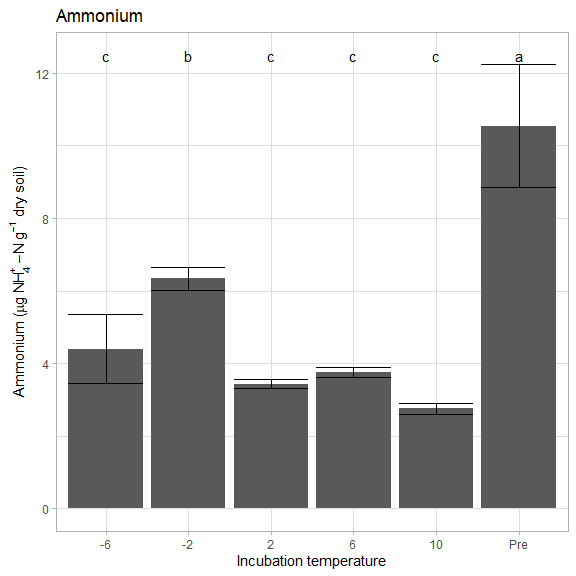 Ammonium
c b c c c a
12
8
4
0
Ammonium (µg NH₄⁺ −N g⁻¹ dry soil)
-6 -2 2 6 10 Pre
Incubation temperature